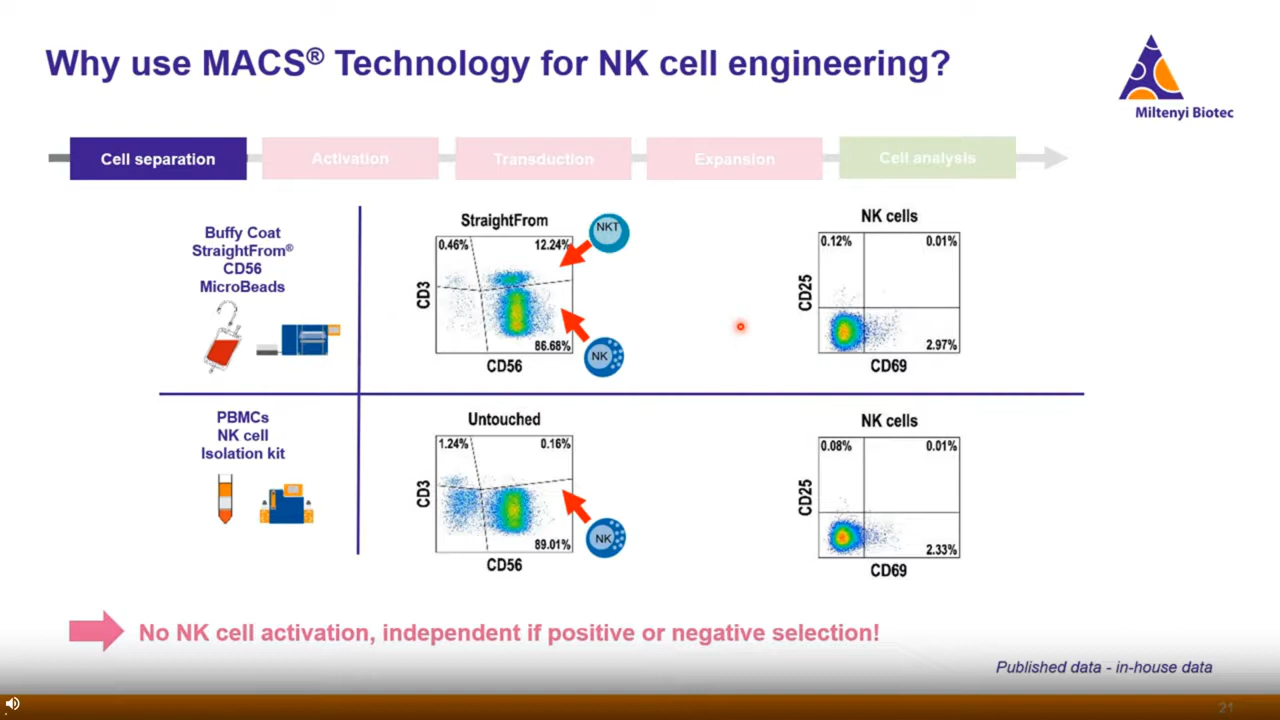 Why use MACS® Technology for NK cell engineering?
Miltenyi Biotec
Cell separation
Activation
Transduction
Expansion
Cell analysis
Buffy Coat
StraightFrom®
CD56
MicroBeads
StraightFrom
0.46%
12.24%
86.68%
CD3
CD56
NKT
NK
NK cells
0.12%
0.01%
2.97%
CD25
CD69
PBMCs
NK cell
Isolation kit
Untouched
1.24%
0.16%
89.01%
CD3
CD56
NK
NK cells
0.08%
0.01%
2.33%
CD25
CD69
No NK cell activation, independent if positive or negative selection!
Published data - in-house data
21